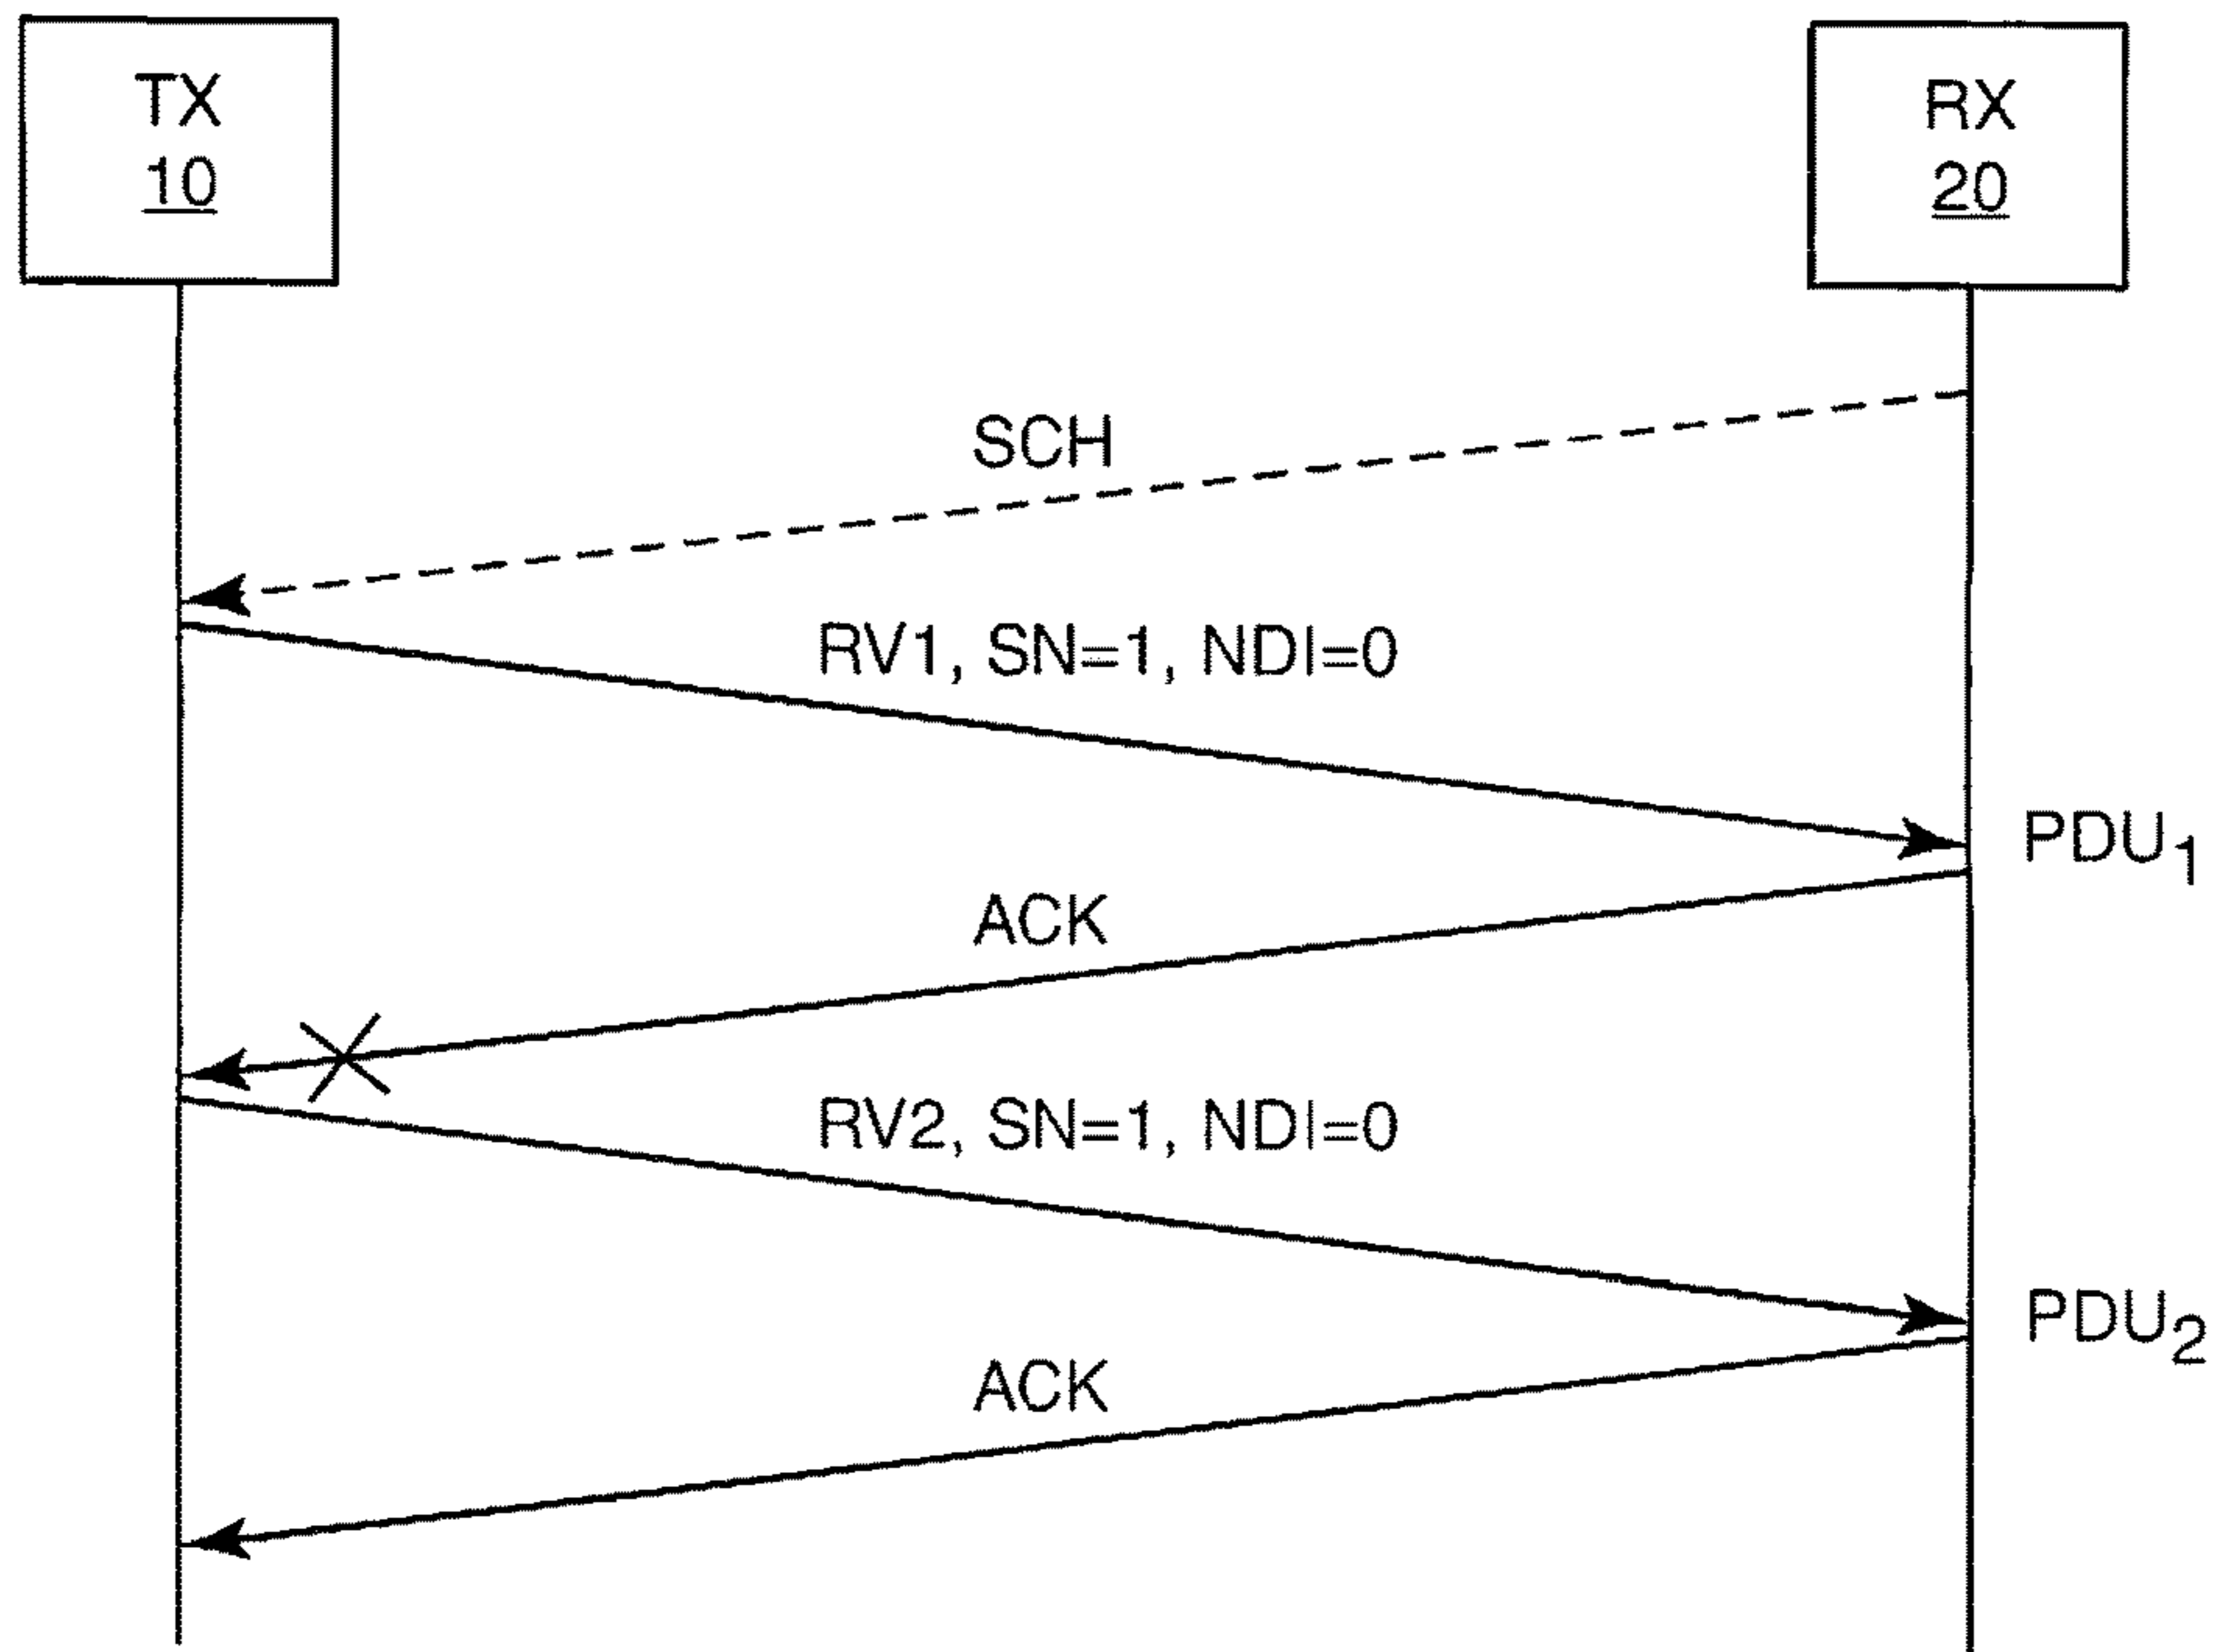 TX
10
RX
20
SCH
RV1, SN=1, NDI=0
PDU1
ACK
RV2, SN=1, NDI=0
PDU2
ACK